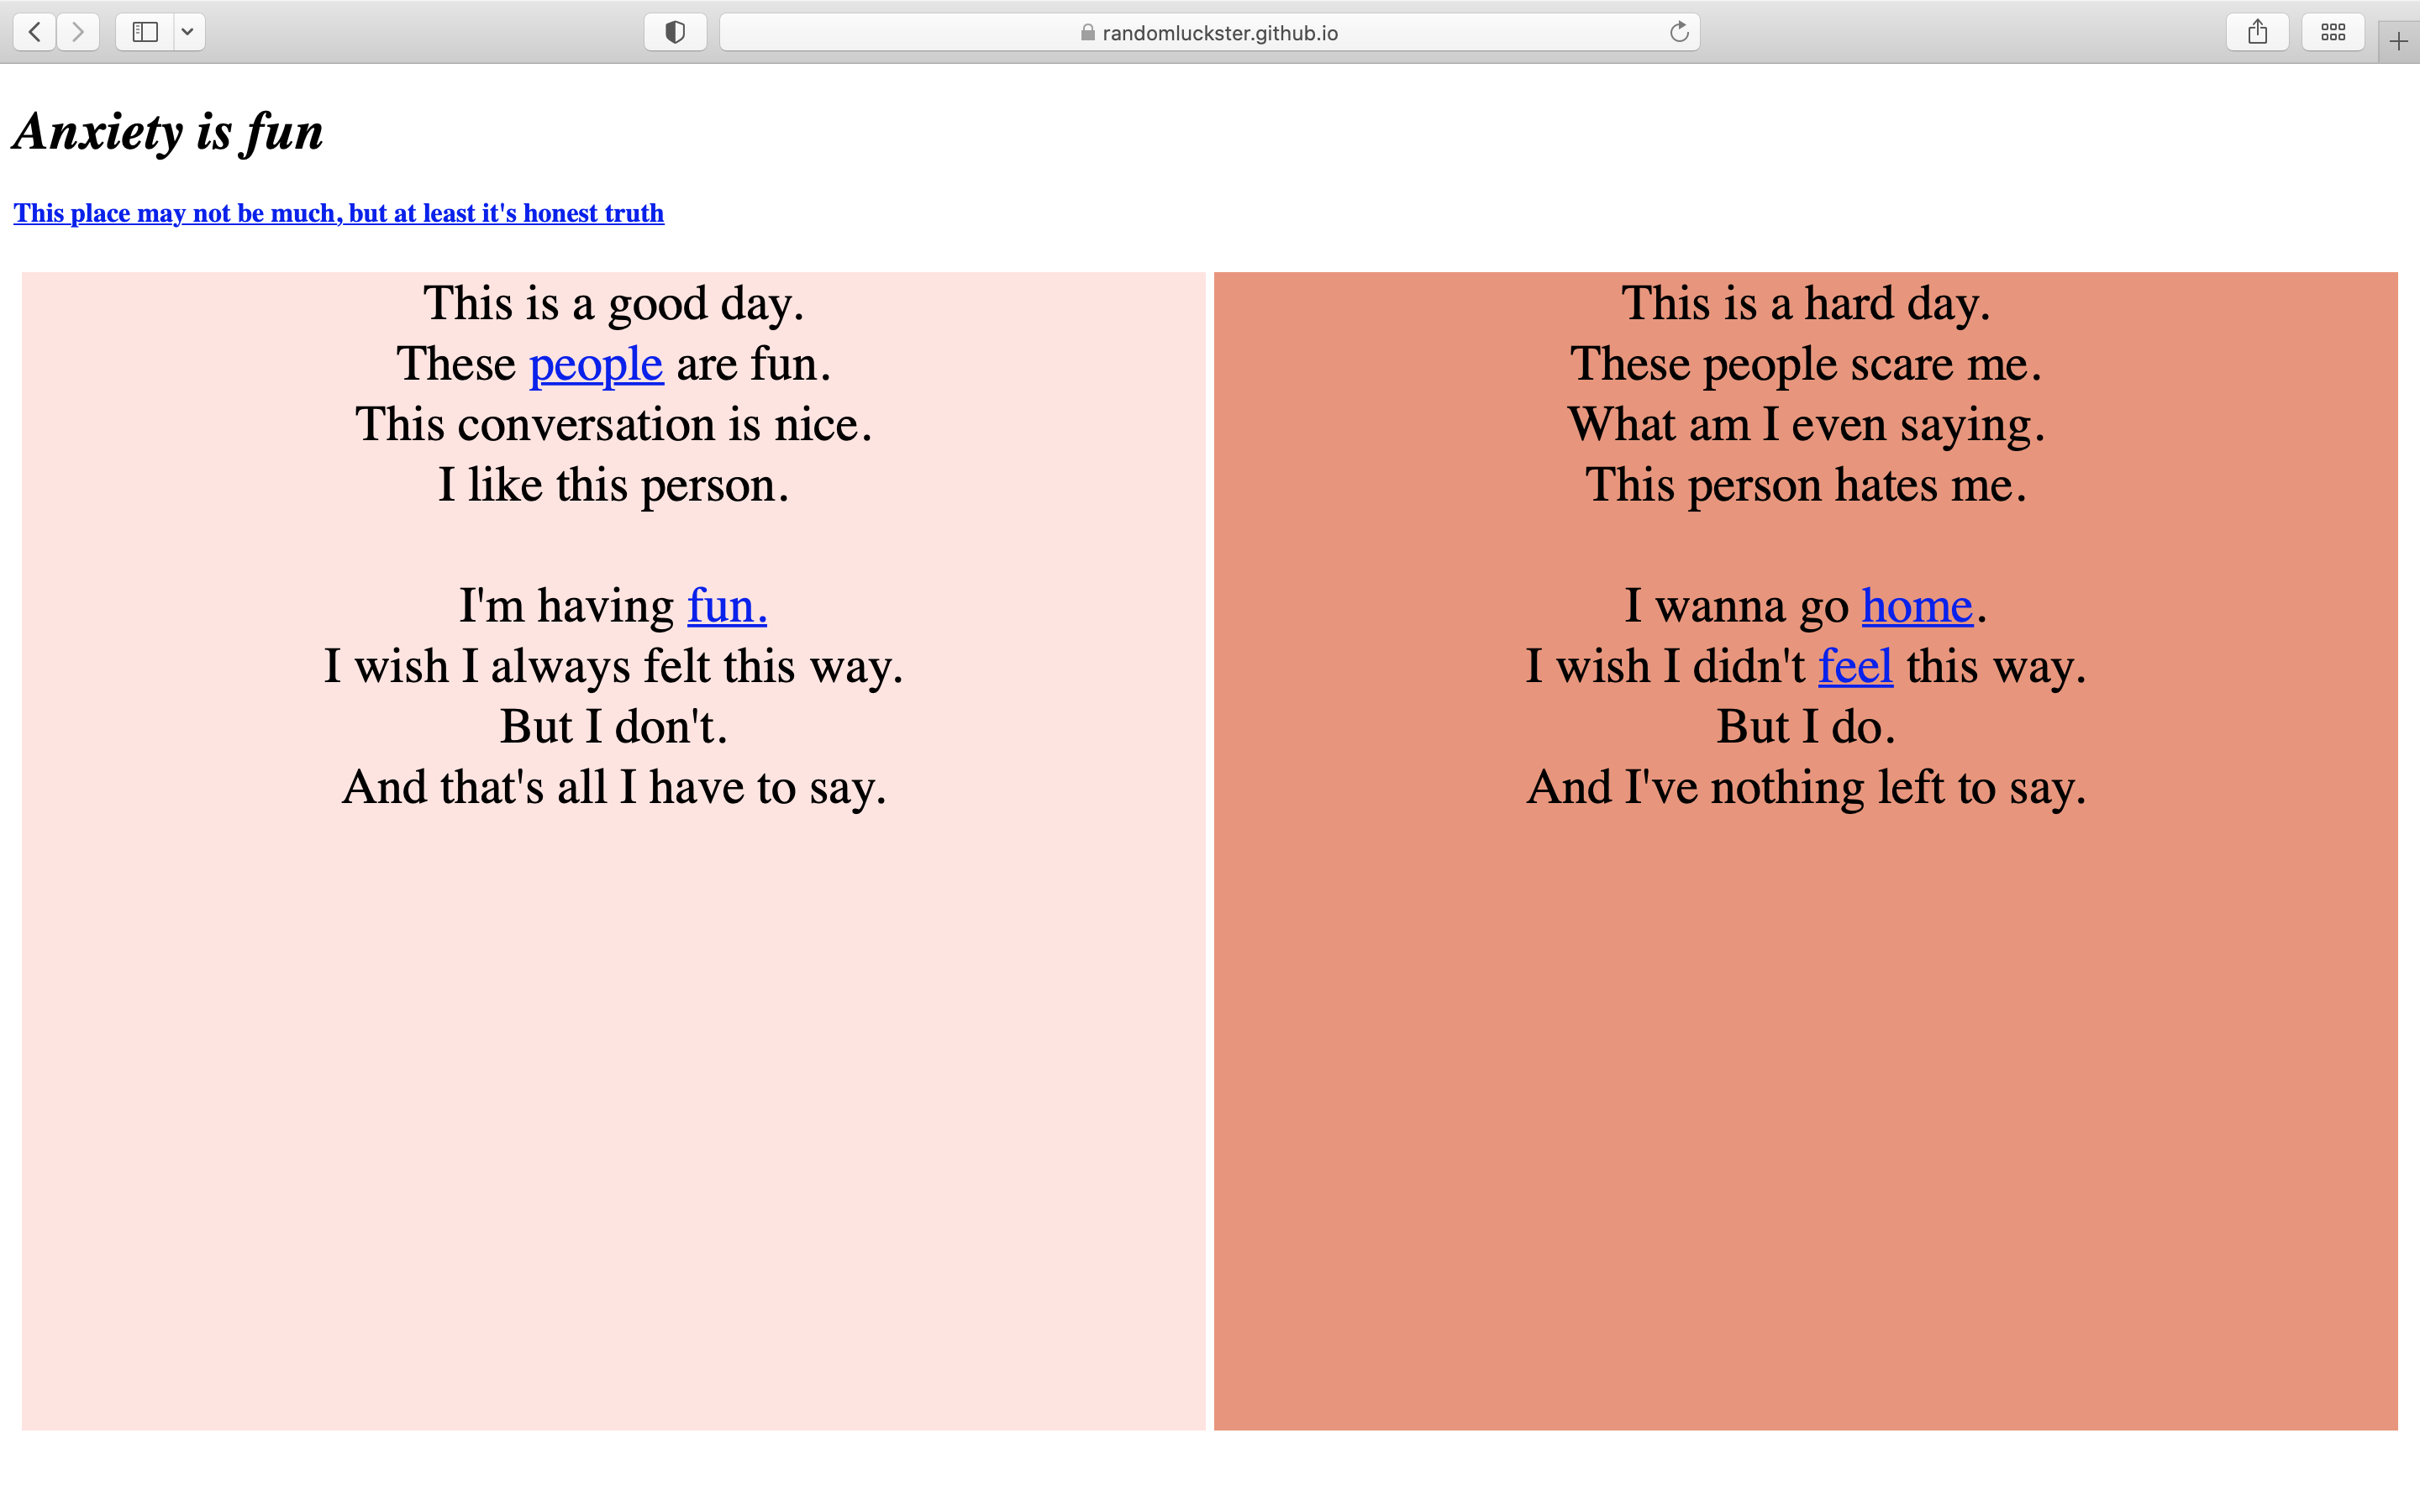 randomluckster.github.io
Anxiety is fun
This place may not be much, but at least it's honest truth
This is a good day.
These people are fun.
This conversation is nice.
I like this person.
I'm having fun.
I wish I always felt this way.
But I don't.
And that's all I have to say.
This is a hard day.
These people scare me.
What am I even saying.
This person hates me.
I wanna go home.
I wish I didn't feel this way.
But I do.
And I've nothing left to say.